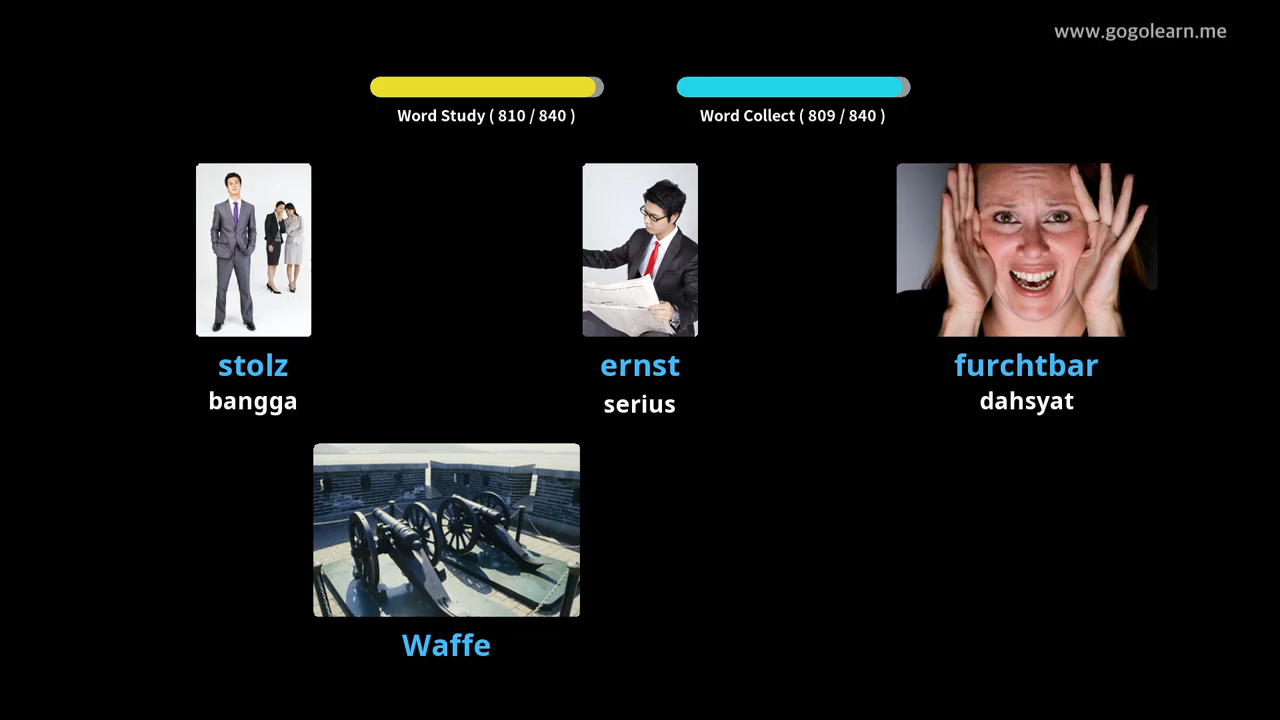 www.gogolearn.me
Word Study ( 810 / 840 )
Word Collect ( 809 / 840 )
stolz
bangga
ernst
serius
furchtbar
dahsyat
Waffe